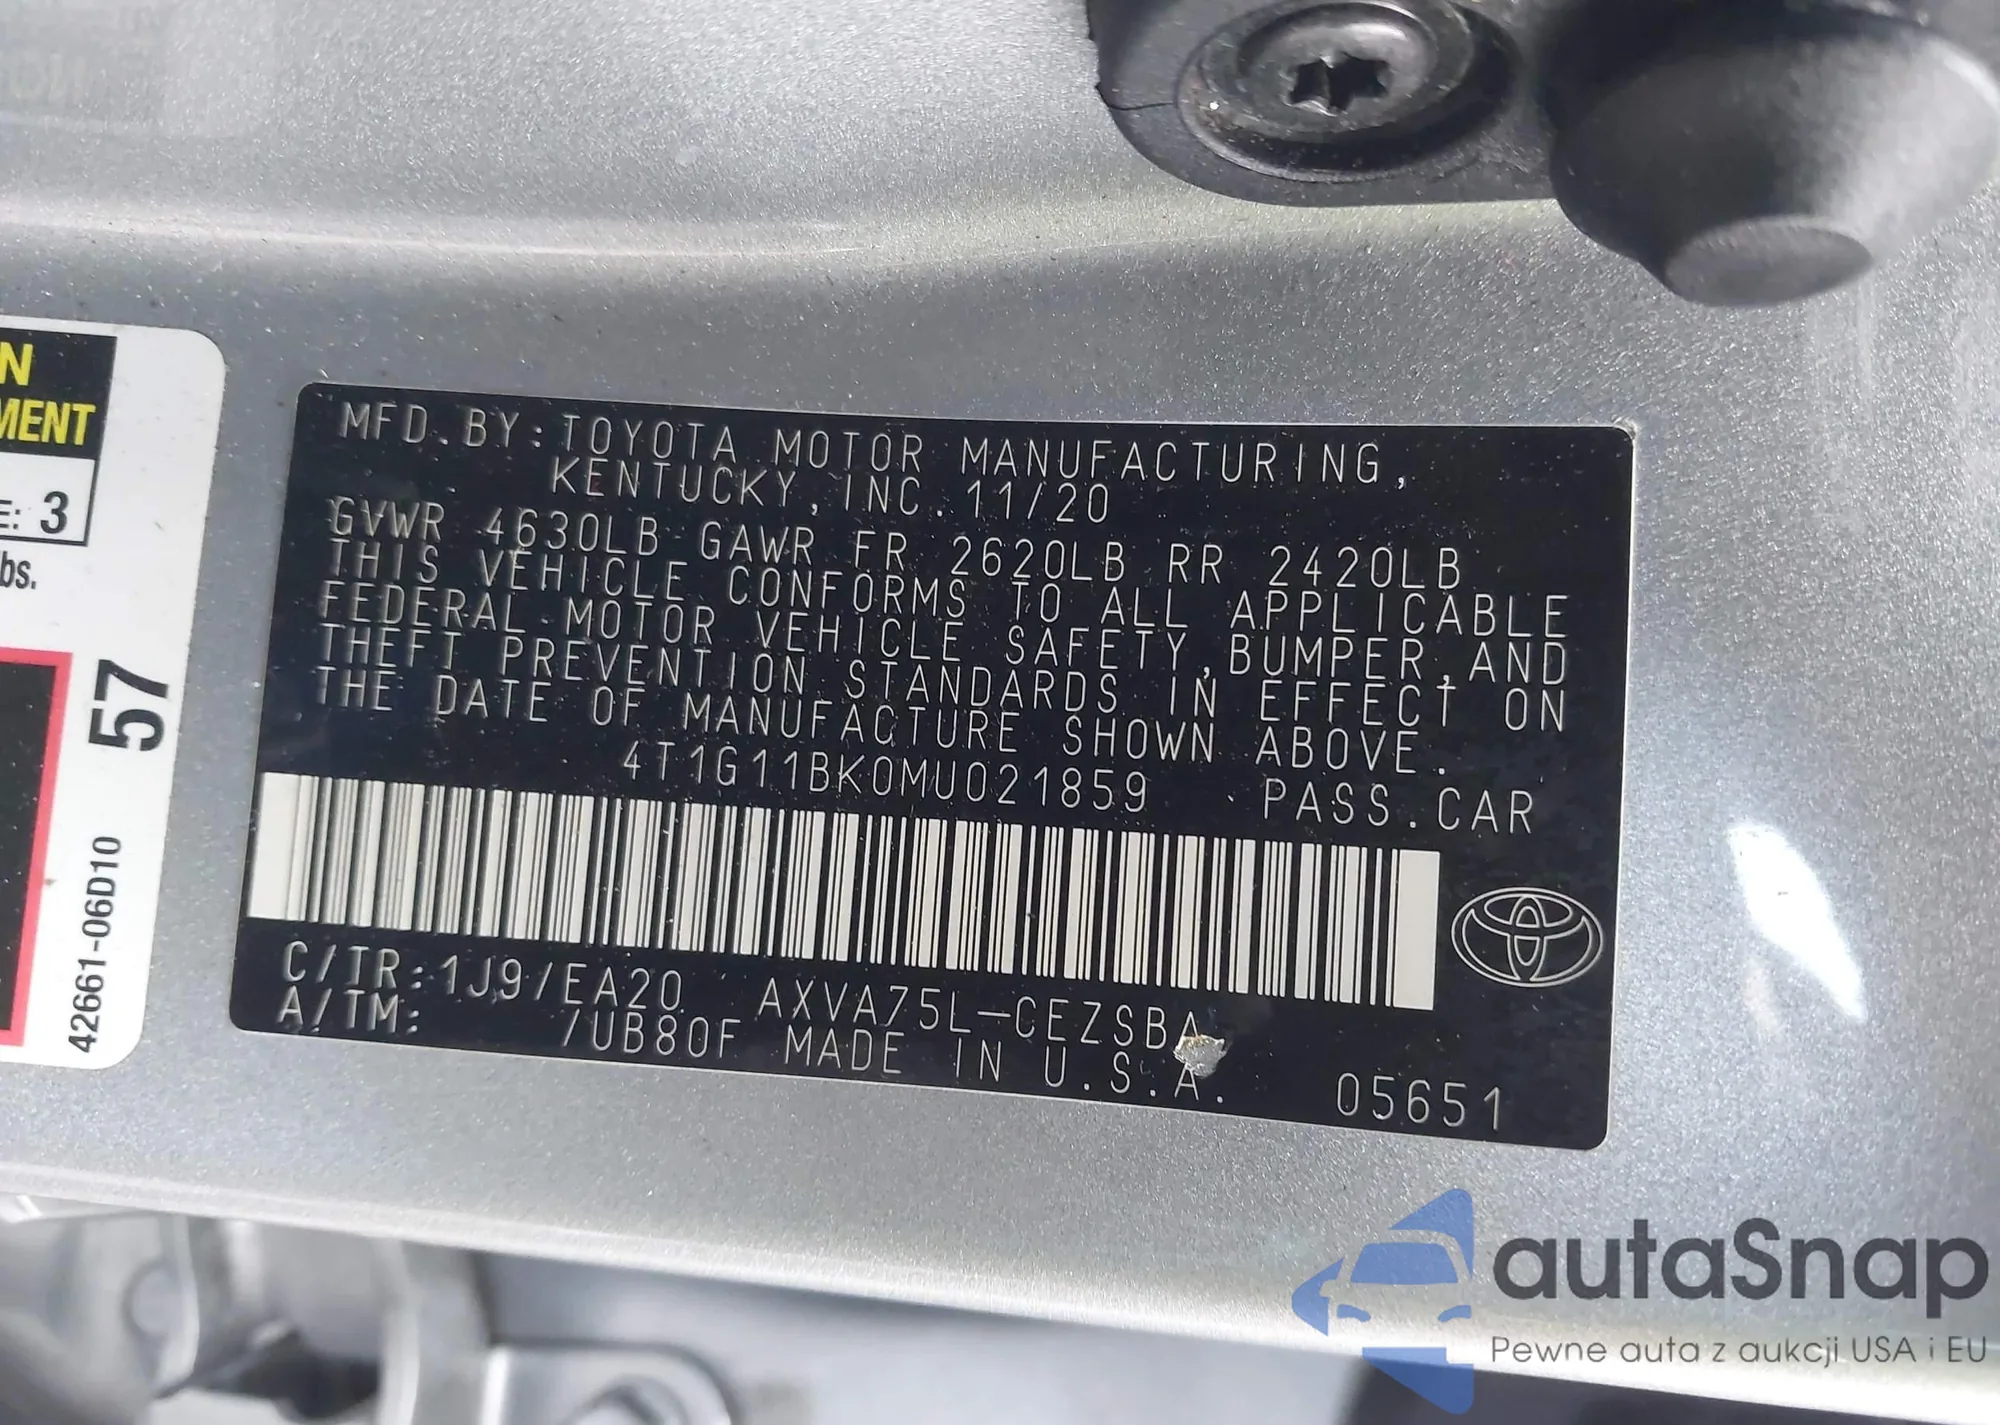 N
MENT
E: 3
bs.
57
42661-06D10
MFD.BY:TOYOTA MOTOR MANUFACTURING,
KENTUCKY,INC.11/20
GVWR 4630LB GAWR FR 2620LB RR 2420LB
THIS VEHICLE CONFORMS TO ALL APPLICABLE
FEDERAL MOTOR VEHICLE SAFETY,BUMPER,AND
THEFT PREVENTION STANDARDS IN EFFECT ON
THE DATE OF MANUFACTURE SHOWN ABOVE.
4T1G11BK0MU021859 PASS.CAR
C/TR:1J9/EA20 AXVA75L-CEZSBA
A/TM: /UB80F MADE IN U.S.A.
05651
autaSnap
Pewne auta z aukcji USA i EU